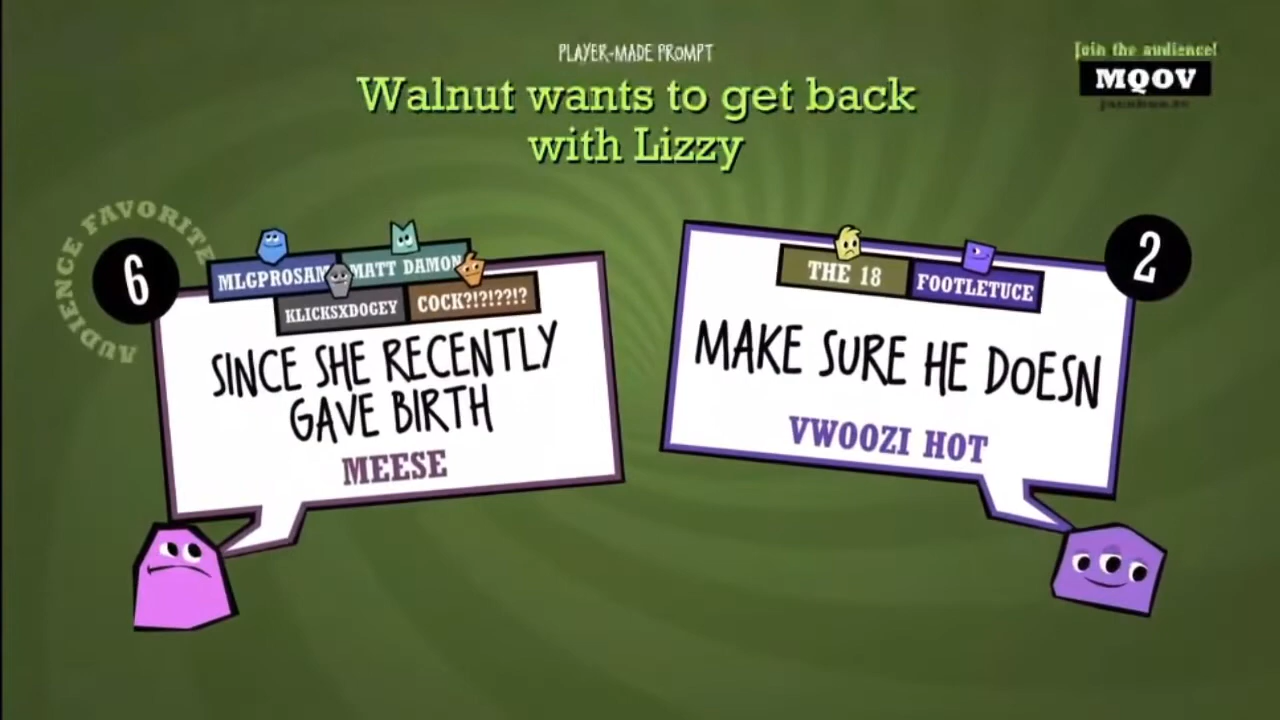 PLAYER-MADE PROMPT
Walnut wants to get back
with Lizzy
Join the audience!
MQOV
AUDIENCE FAVORITE
6
MLGPROSAM
MATT DAMON
KLICKSXDOGEY
COCK?!?!??!?
SINCE SHE RECENTLY
GAVE BIRTH
MEESE
2
THE 18
FOOTLETUCE
MAKE SURE HE DOESN
VWOOZI HOT